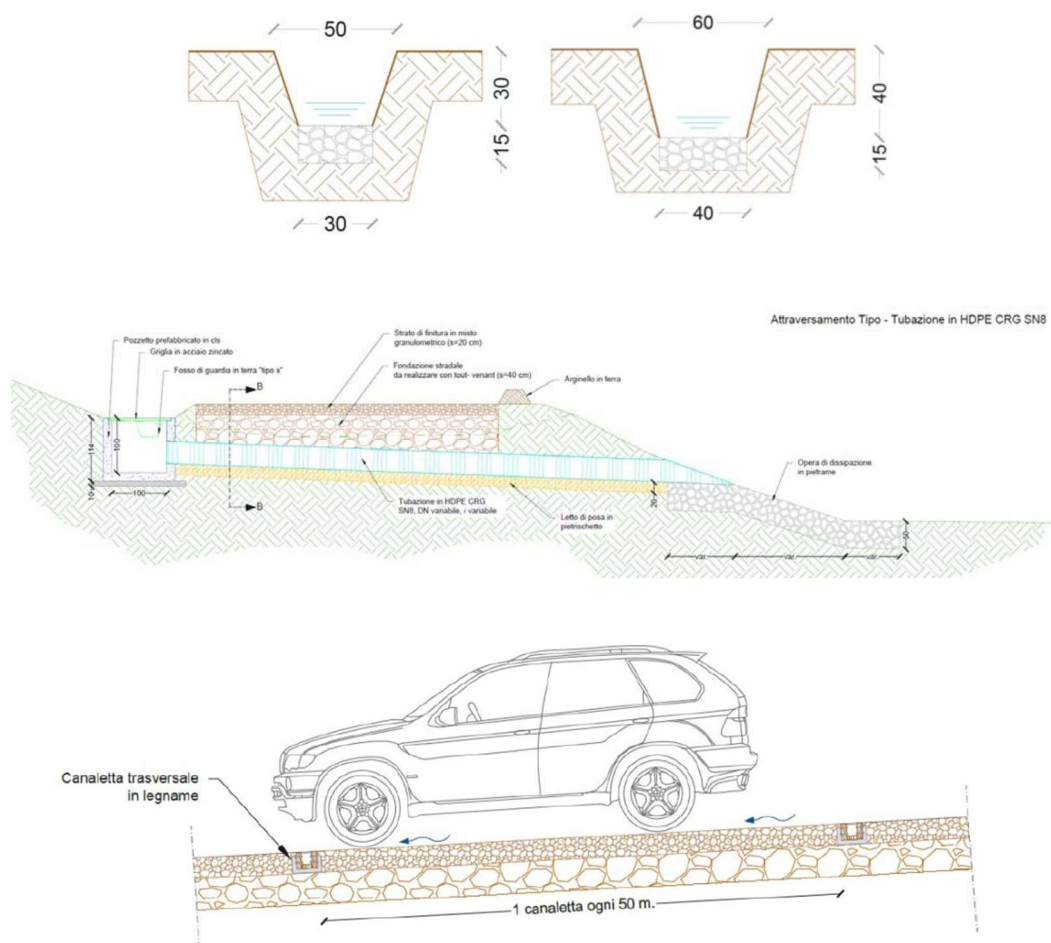 50
30
15
30
60
40
15
40
Attraversamento Tipo - Tubazione in HDPE CRG SN8
Strato di finitura in misto
granulometrico (s=20 cm)
Pozzetto prefabbricato in cls
Griglia in acciaio zincato
Fosso di guardia in terra "tipo x"
Fondazione stradale
da realizzare con tout- venant (s=40 cm)
Arginello in terra
B
114
100
10
100
B
Tubazione in HDPE CRG
SN8, DN variabile, i variabile
Letto di posa in
pietrischetto
20
Opera di dissipazione
in pietrame
50
var
var
var
Canaletta trasversale
in legname
1 canaletta ogni 50 m.